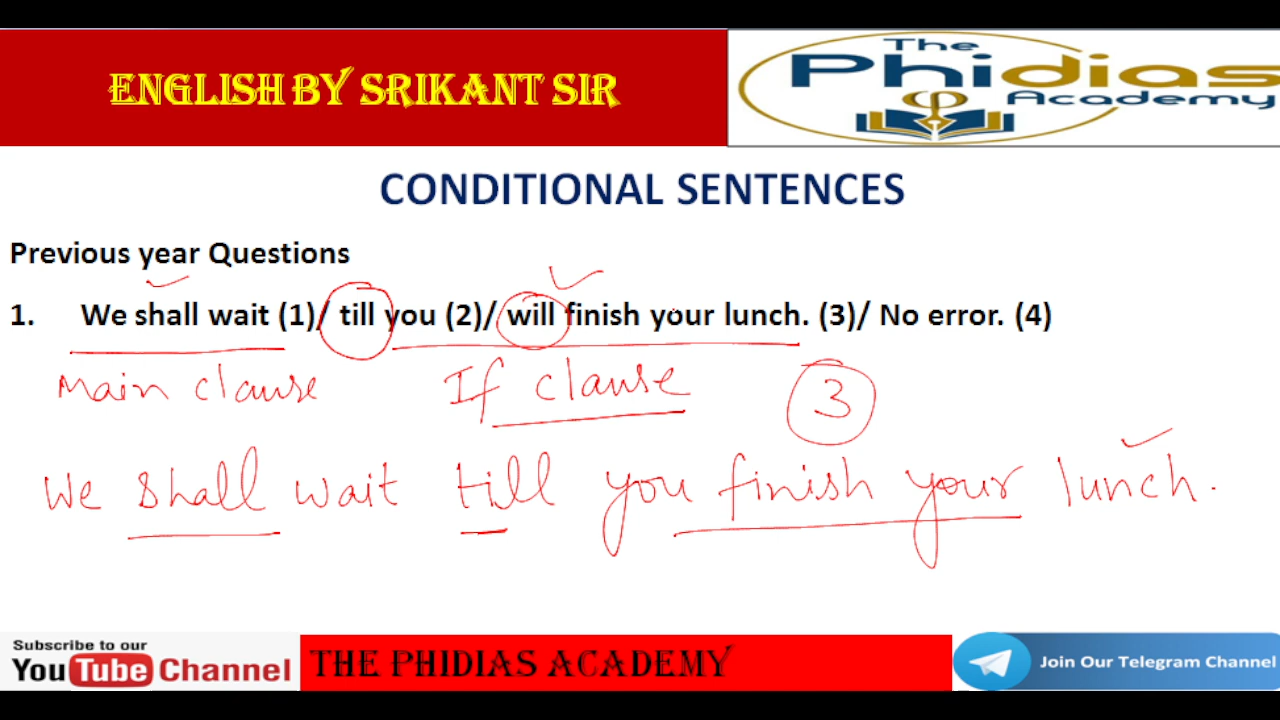 ENGLISH BY SRIKANT SIR
The
Phidias
Academy
CONDITIONAL SENTENCES
Previous year Questions
1. We shall wait (1)/ till you (2)/ will finish your lunch. (3)/ No error. (4)
Main clause If clause 3
We shall wait till you finish your lunch.
Subscribe to our
YouTube Channel
THE PHIDIAS ACADEMY
Join Our Telegram Channel